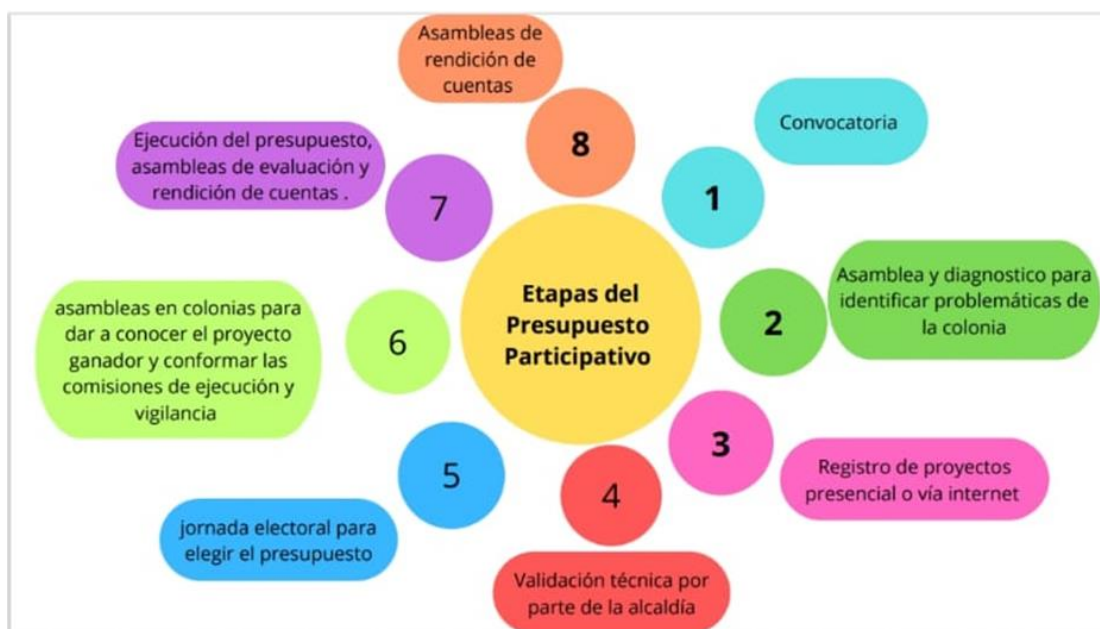 Etapas del
Presupuesto
Participativo
1
Convocatoria
2
Asamblea y diagnostico para
identificar problemáticas de
la colonia
3
Registro de proyectos
presencial o vía internet
4
Validación técnica por
parte de la alcaldía
5
jornada electoral para
elegir el presupuesto
6
asambleas en colonias para
dar a conocer el proyecto
ganador y conformar las
comisiones de ejecución y
vigilancia
7
Ejecución del presupuesto,
asambleas de evaluación y
rendición de cuentas .
8
Asambleas de
rendición de
cuentas